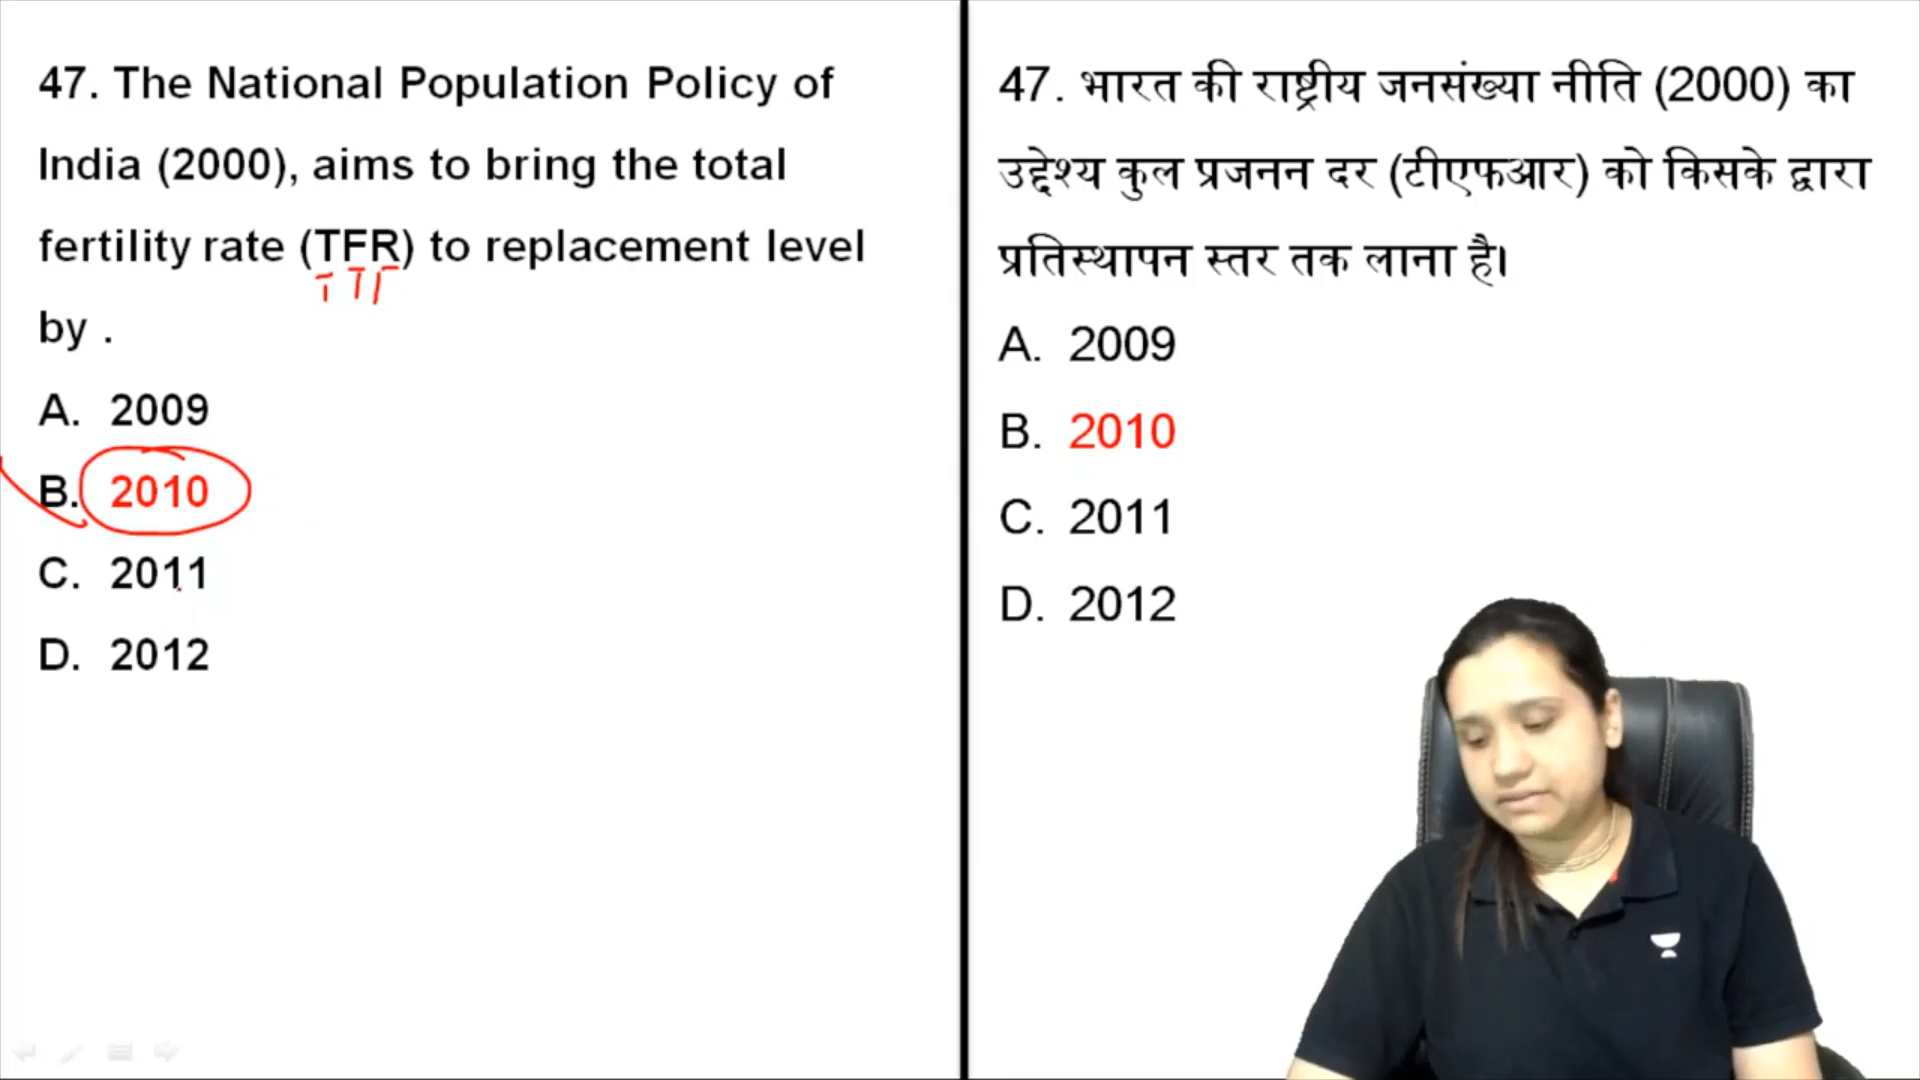 47. The National Population Policy of
India (2000), aims to bring the total
fertility rate (TFR) to replacement level
by .
A. 2009
B. 2010
C. 2011
D. 2012
47. भारत की राष्ट्रीय जनसंख्या नीति (2000) का
उद्देश्य कुल प्रजनन दर (टीएफआर) को किसके द्वारा
प्रतिस्थापन स्तर तक लाना है।
A. 2009
B. 2010
C. 2011
D. 2012